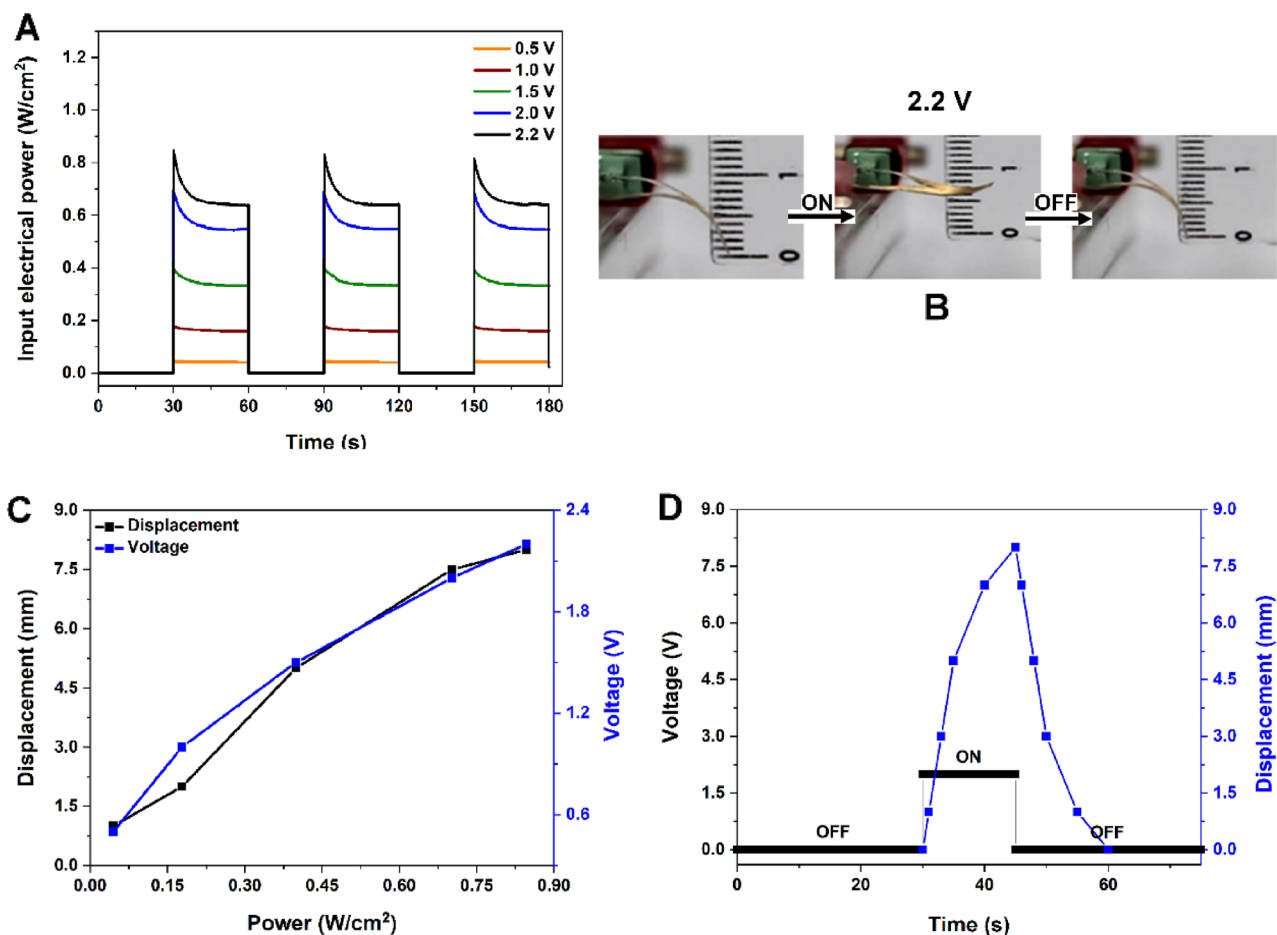 A
Input electrical power (W/cm²)
1.2
1.0
0.8
0.6
0.4
0.2
0.0
0.5 V
1.0 V
1.5 V
2.0 V
2.2 V
0
30
60
90
120
150
180
Time (s)
2.2 V
1
0
ON
1
0
OFF
1
0
B
C
Displacement (mm)
9.0
7.5
6.0
4.5
3.0
1.5
0.0
Displacement
Voltage
2.4
1.8
1.2
0.6
Voltage (V)
0.00
0.15
0.30
0.45
0.60
0.75
0.90
Power (W/cm²)
D
Voltage (V)
9.0
7.5
6.0
4.5
3.0
1.5
0.0
OFF
ON
OFF
9.0
7.5
6.0
4.5
3.0
1.5
0.0
Displacement (mm)
0
20
40
60
Time (s)